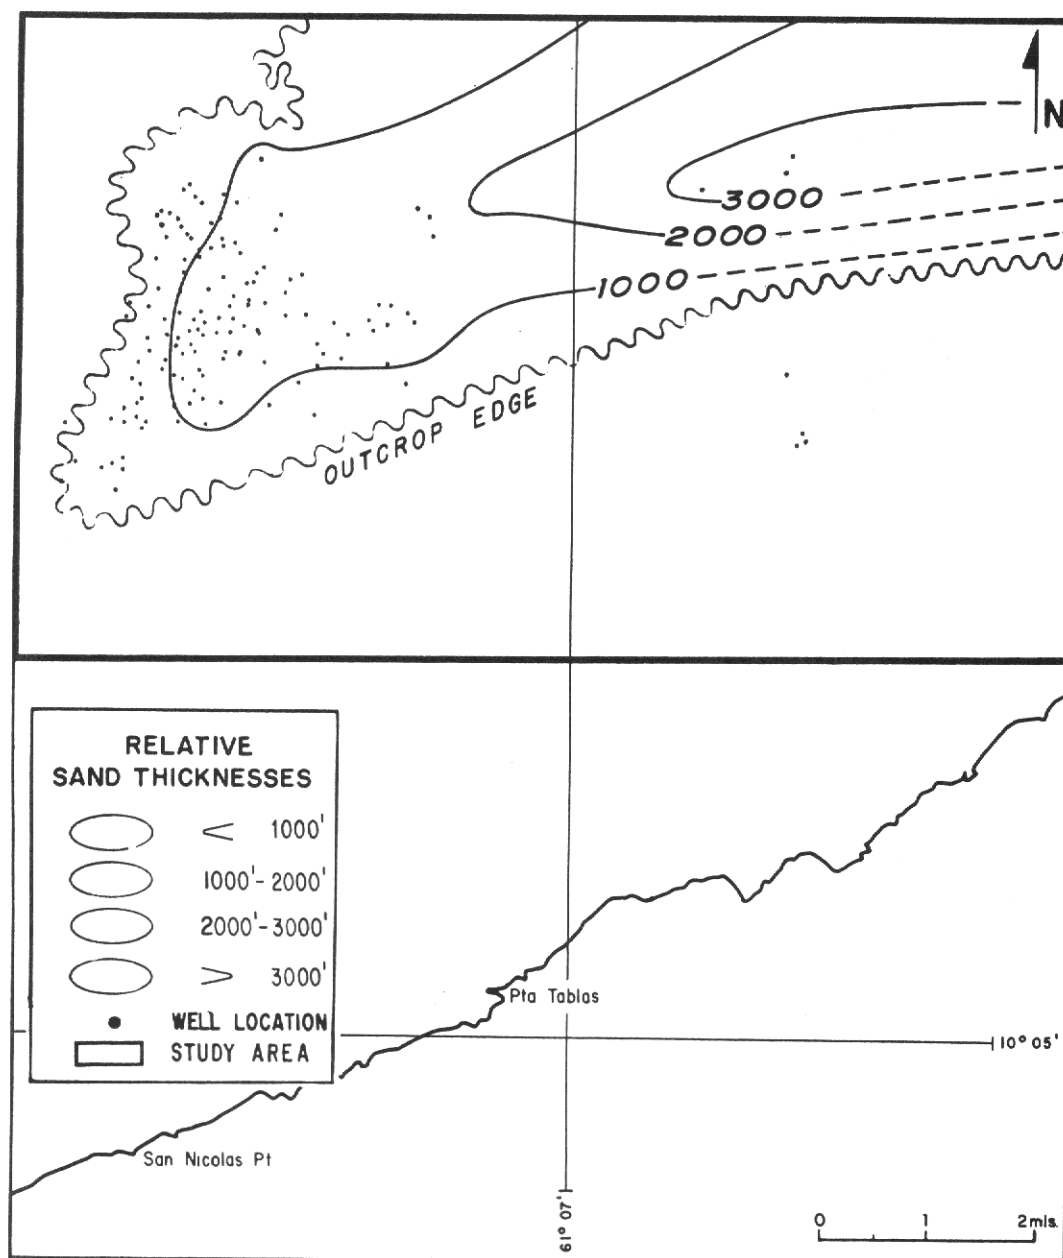 N
3000
2000
1000
OUTCROP EDGE
RELATIVE
SAND THICKNESSES
< 1000'
1000'-2000'
2000'-3000'
> 3000'
WELL LOCATION
STUDY AREA
Pta Tablas
10° 05'
San Nicolas Pt
61° 07'
0 1 2mls.